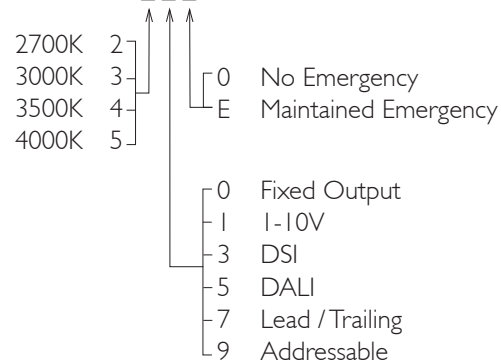 2700K 2
3000K 3
3500K 4
4000K 5
0 No Emergency
E Maintained Emergency
0 Fixed Output
1 1-10V
3 DSI
5 DALI
7 Lead / Trailing
9 Addressable